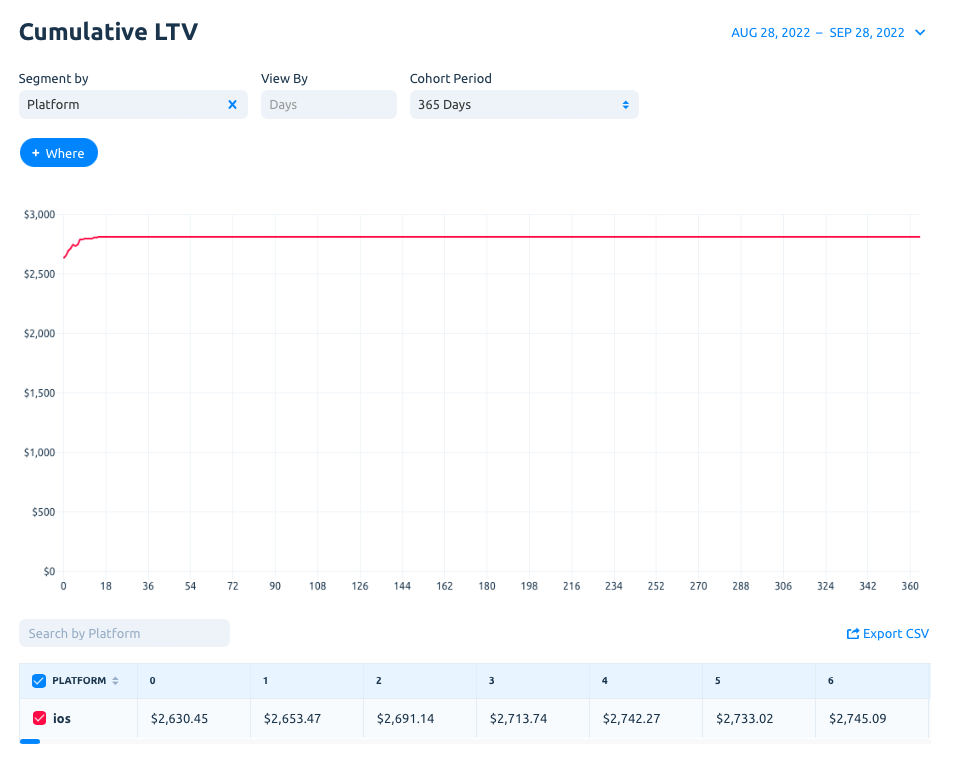 Cumulative LTV
AUG 28, 2022 – SEP 28, 2022
Segment by View By Cohort Period
Platform Days 365 Days
+ Where
$3,000
$2,500
$2,000
$1,500
$1,000
$500
$0
0 18 36 54 72 90 108 126 144 162 180 198 216 234 252 270 288 306 324 342 360
Search by Platform Export CSV
PLATFORM 0 1 2 3 4 5 6
ios $2,630.45 $2,653.47 $2,691.14 $2,713.74 $2,742.27 $2,733.02 $2,745.09